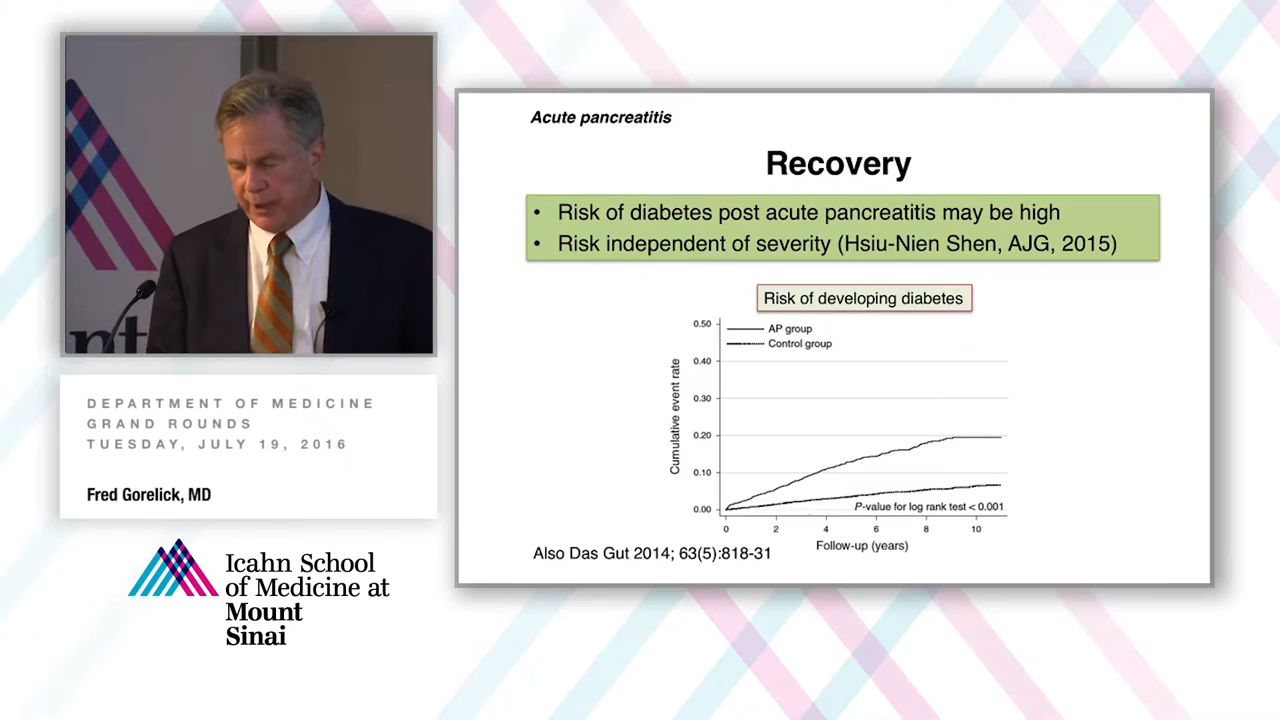 nt
DEPARTMENT OF MEDICINE
GRAND ROUNDS
TUESDAY, JULY 19, 2016
Fred Gorelick, MD
Icahn School
of Medicine at
Mount
Sinai
Acute pancreatitis
Recovery
• Risk of diabetes post acute pancreatitis may be high
• Risk independent of severity (Hsiu-Nien Shen, AJG, 2015)
Risk of developing diabetes
AP group
Control group
Cumulative event rate
0.50
0.40
0.30
0.20
0.10
0.00
P-value for log rank test < 0.001
0 2 4 6 8 10
Follow-up (years)
Also Das Gut 2014; 63(5):818-31